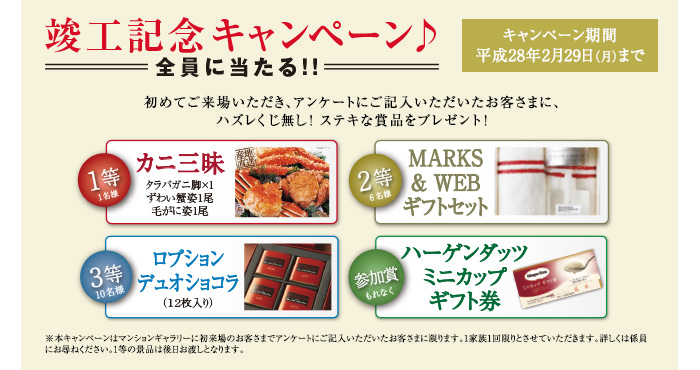 竣工記念キャンペーン♪
全員に当たる!!
キャンペーン期間
平成28年2月29日(月)まで
初めてご来場いただき、アンケートにご記入いただいたお客さまに、
ハズレくじ無し！ステキな賞品をプレゼント！
1等
1名様
カニ三昧
タラバガニ脚×1
ずわい蟹姿1尾
毛がに姿1尾
2等
6名様
MARKS
& WEB
ギフトセット
3等
10名様
ロブション
デュオショコラ
（12枚入り）
参加賞
もれなく
ハーゲンダッツ
ミニカップ
ギフト券
※本キャンペーンはマンションギャラリーに初来場のお客さまでアンケートにご記入いただいたお客さまに限ります。1家族1回限りとさせていただきます。詳しくは係員
にお尋ねください。1等の景品は後日お渡しとなります。